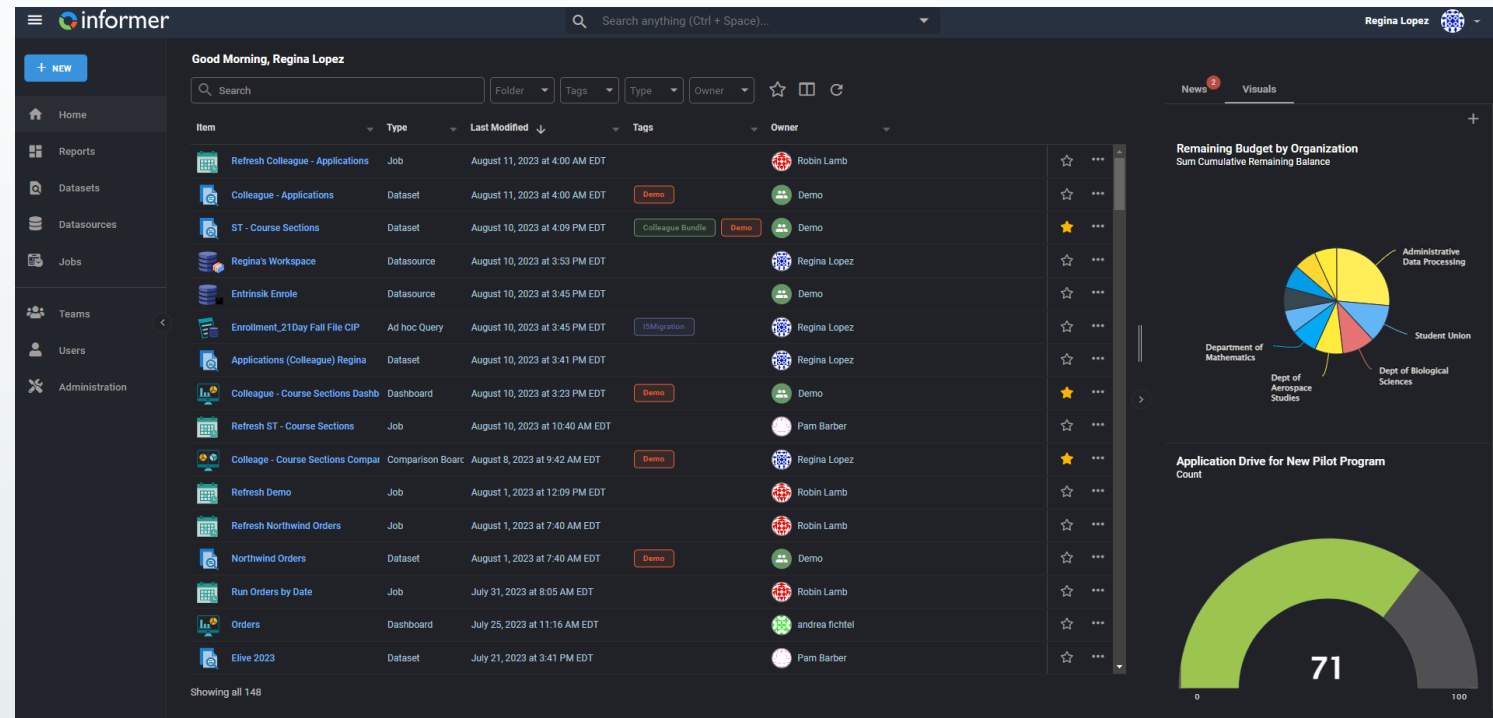 informer
Search anything (Ctrl + Space)...
Regina Lopez
+ NEW
Home
Reports
Datasets
Datasources
Jobs
Teams
Users
Administration
Good Morning, Regina Lopez
Search Folder Tags Type Owner
Item Type Last Modified Tags Owner
Refresh Colleague - Applications Job August 11, 2023 at 4:00 AM EDT Robin Lamb
Colleague - Applications Dataset August 11, 2023 at 4:00 AM EDT Demo Demo
ST - Course Sections Dataset August 10, 2023 at 4:09 PM EDT Colleague Bundle Demo Demo
Regina's Workspace Datasource August 10, 2023 at 3:53 PM EDT Regina Lopez
Entrinsik Enrole Datasource August 10, 2023 at 3:45 PM EDT Demo
Enrollment_21Day Fall File CIP Ad hoc Query August 10, 2023 at 3:45 PM EDT I5Migration Regina Lopez
Applications (Colleague) Regina Dataset August 10, 2023 at 3:41 PM EDT Regina Lopez
Colleague - Course Sections Dashb Dashboard August 10, 2023 at 3:23 PM EDT Demo Demo
Refresh ST - Course Sections Job August 10, 2023 at 10:40 AM EDT Pam Barber
Colleage - Course Sections Compar Comparison Boarc August 8, 2023 at 9:42 AM EDT Demo Regina Lopez
Refresh Demo Job August 1, 2023 at 12:09 PM EDT Robin Lamb
Refresh Northwind Orders Job August 1, 2023 at 7:40 AM EDT Robin Lamb
Northwind Orders Dataset August 1, 2023 at 7:40 AM EDT Demo Demo
Run Orders by Date Job July 31, 2023 at 8:05 AM EDT Robin Lamb
Orders Dashboard July 25, 2023 at 11:16 AM EDT andrea fichtel
Elive 2023 Dataset July 21, 2023 at 3:41 PM EDT Pam Barber
Showing all 148
News 2 Visuals
Remaining Budget by Organization
Sum Cumulative Remaining Balance
Administrative
Data Processing
Student Union
Dept of Biological
Sciences
Dept of
Aerospace
Studies
Department of
Mathematics
Application Drive for New Pilot Program
Count
71
0 100